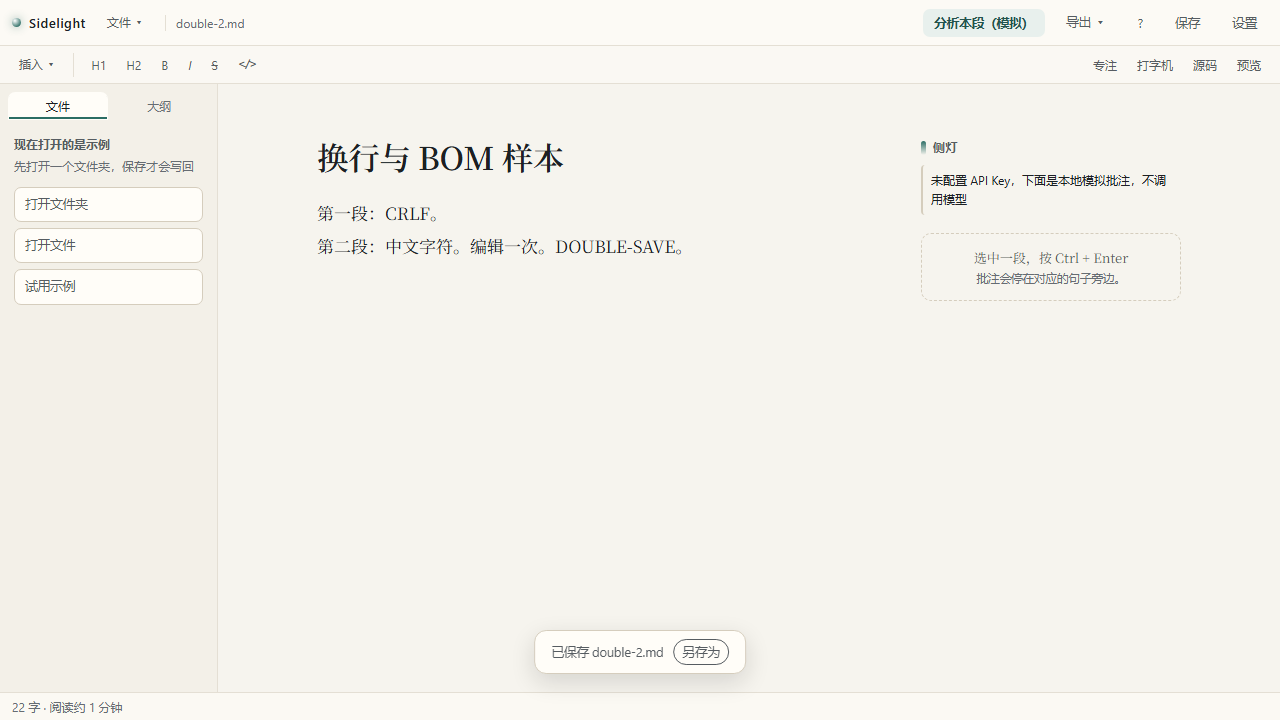 Sidelight 文件 double-2.md 分析本段（模拟） 导出 ? 保存 设置
插入 H1 H2 B I S </> 专注 打字机 源码 预览
文件 大纲
现在打开的是示例
先打开一个文件夹，保存才会写回
打开文件夹
打开文件
试用示例
换行与 BOM 样本
第一段：CRLF。
第二段：中文字符。编辑一次。DOUBLE-SAVE。
侧灯
未配置 API Key，下面是本地模拟批注，不调
用模型
选中一段，按 Ctrl + Enter
批注会停在对应的句子旁边。
已保存 double-2.md 另存为
22 字 · 阅读约 1 分钟